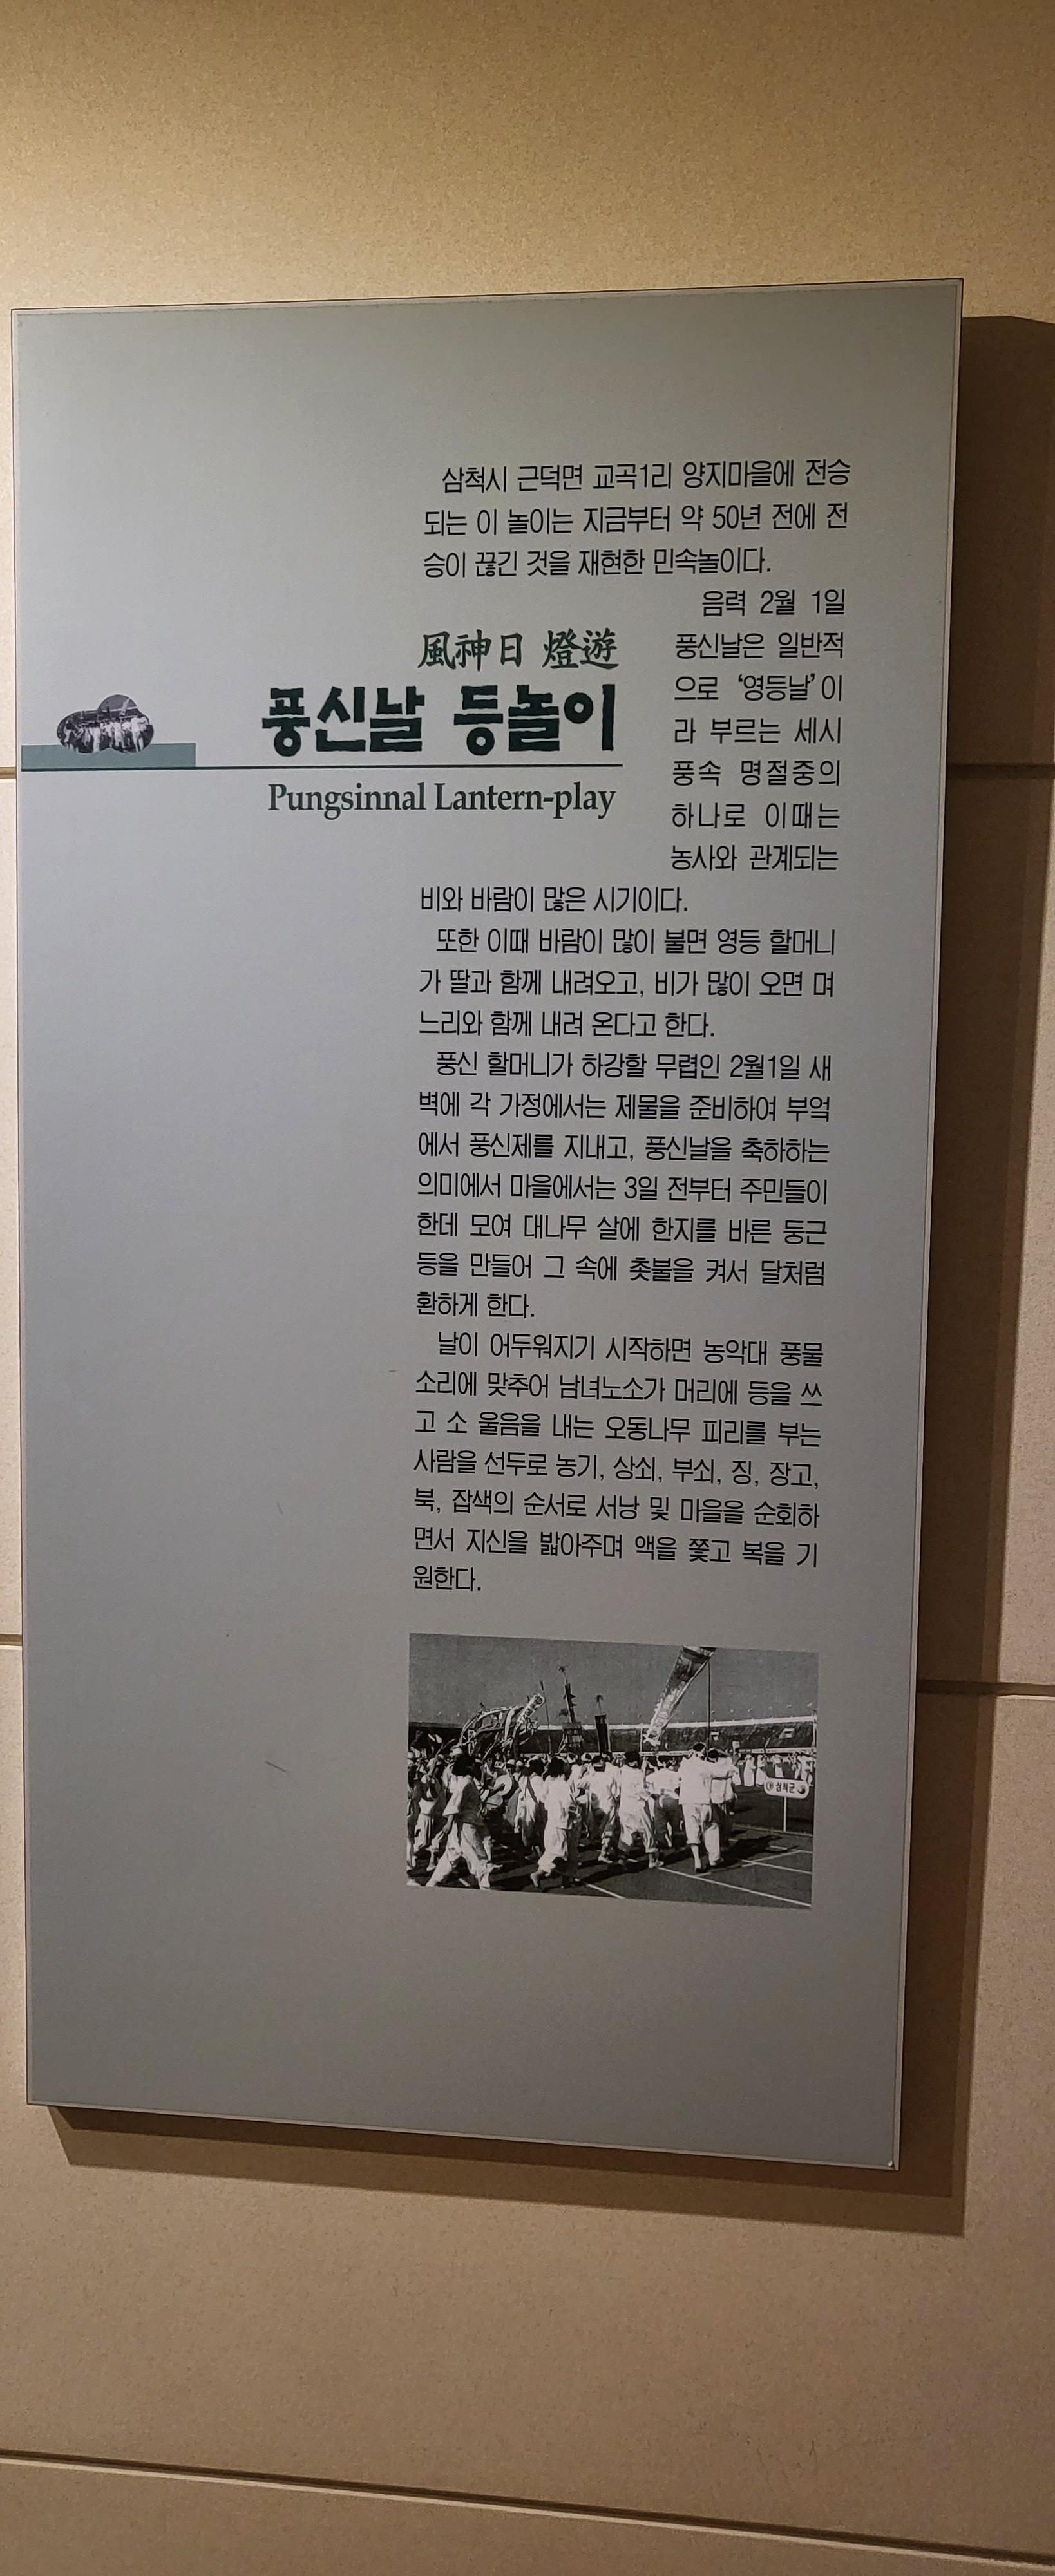 삼척시 근덕면 교곡1리 양지마을에 전승
되는 이 놀이는 지금부터 약 50년 전에 전
승이 끊긴 것을 재현한 민속놀이다.
風神日 燈遊
풍신날 등놀이
Pungsinnal Lantern-play
음력 2월 1일
풍신날은 일반적
으로 ‘영등날’이
라 부르는 세시
풍속 명절중의
하나로 이때는
농사와 관계되는
비와 바람이 많은 시기이다.
또한 이때 바람이 많이 불면 영등 할머니
가 딸과 함께 내려오고, 비가 많이 오면 며
느리와 함께 내려 온다고 한다.
풍신 할머니가 하강할 무렵인 2월1일 새
벽에 각 가정에서는 제물을 준비하여 부엌
에서 풍신제를 지내고, 풍신날을 축하하는
의미에서 마을에서는 3일 전부터 주민들이
한데 모여 대나무 살에 한지를 바른 둥근
등을 만들어 그 속에 촛불을 켜서 달처럼
환하게 한다.
날이 어두워지기 시작하면 농악대 풍물
소리에 맞추어 남녀노소가 머리에 등을 쓰
고 소 울음을 내는 오동나무 피리를 부는
사람을 선두로 농기, 상쇠, 부쇠, 징, 장고,
북, 잡색의 순서로 서낭 및 마을을 순회하
면서 지신을 밟아주며 액을 쫓고 복을 기
원한다.
삼척군